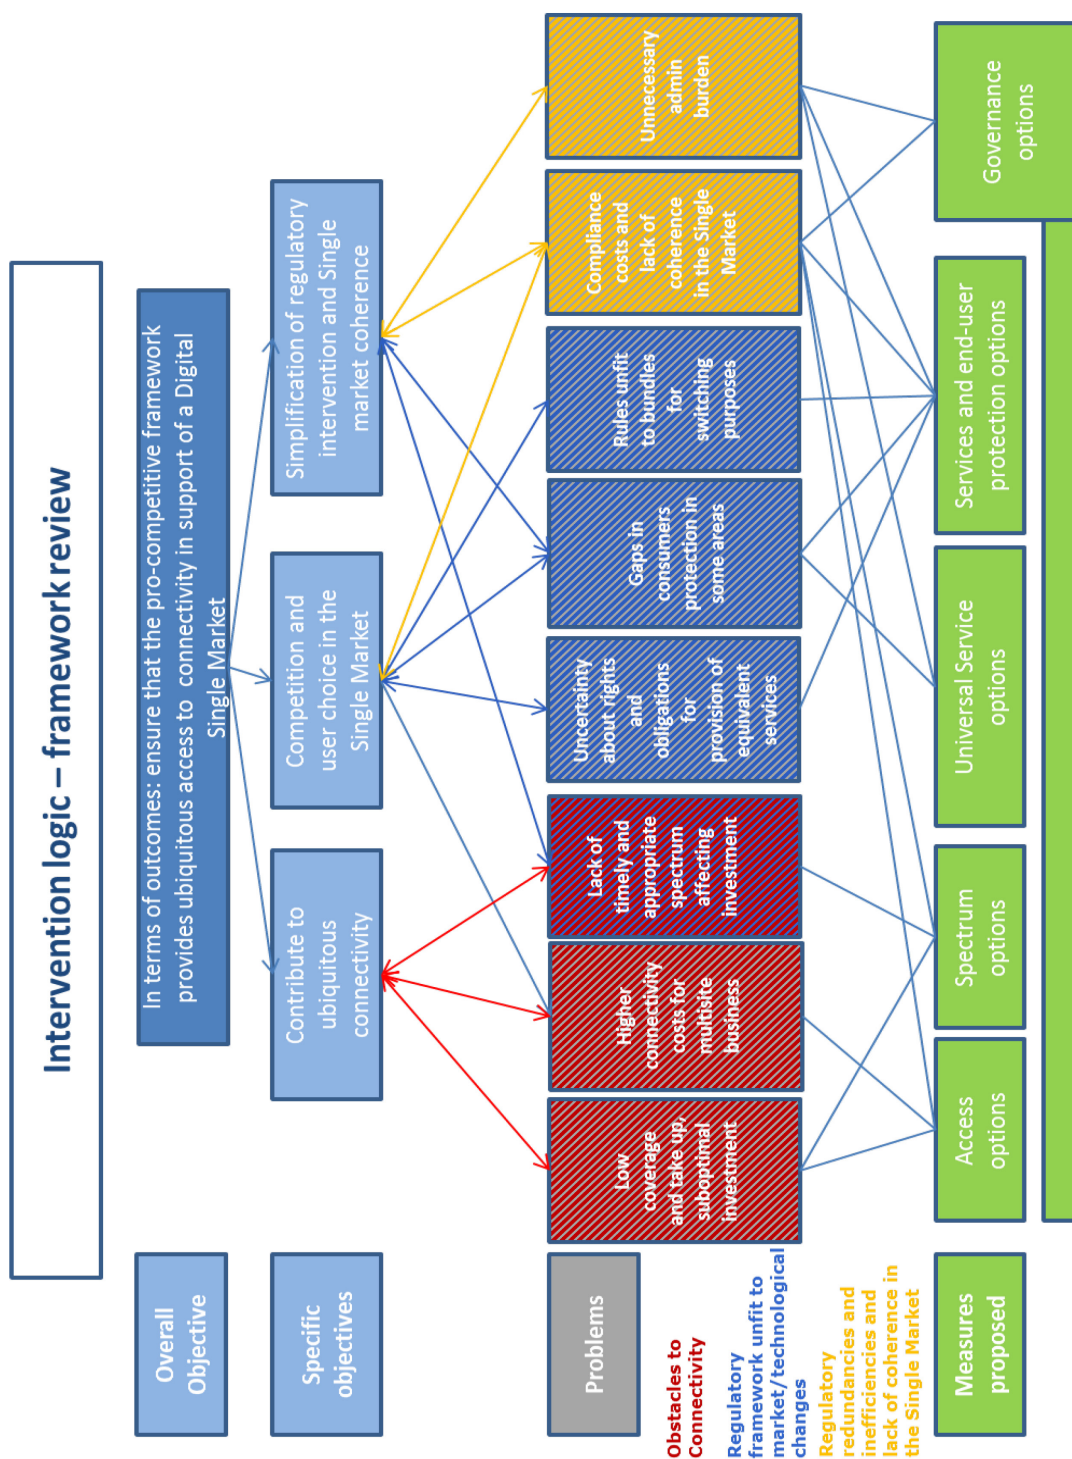 Intervention logic – framework review
Overall
Objective
In terms of outcomes: ensure that the pro-competitive framework
provides ubiquitous access to connectivity in support of a Digital
Single Market
Specific
objectives
Contribute to
ubiquitous
connectivity
Competition and
user choice in the
Single Market
Simplification of regulatory
intervention and Single
market coherence
Problems
Low
coverage
and take up,
suboptimal
investment
Higher
connectivity
costs for
multisite
business
Lack of
timely and
appropriate
spectrum
affecting
investment
Uncertainty
about rights
and
obligations
for
provision of
equivalent
services
Gaps in
consumers
protection in
some areas
Rules unfit
to bundles
for
switching
purposes
Compliance
costs and
lack of
coherence
in the Single
Market
Unnecessary
admin
burden
Obstacles to
Connectivity
Regulatory
framework unfit to
market/technological
changes
Regulatory
redundancies and
inefficiencies and
lack of coherence in
the Single Market
Measures
proposed
Access
options
Spectrum
options
Universal Service
options
Services and end-user
protection options
Governance
options